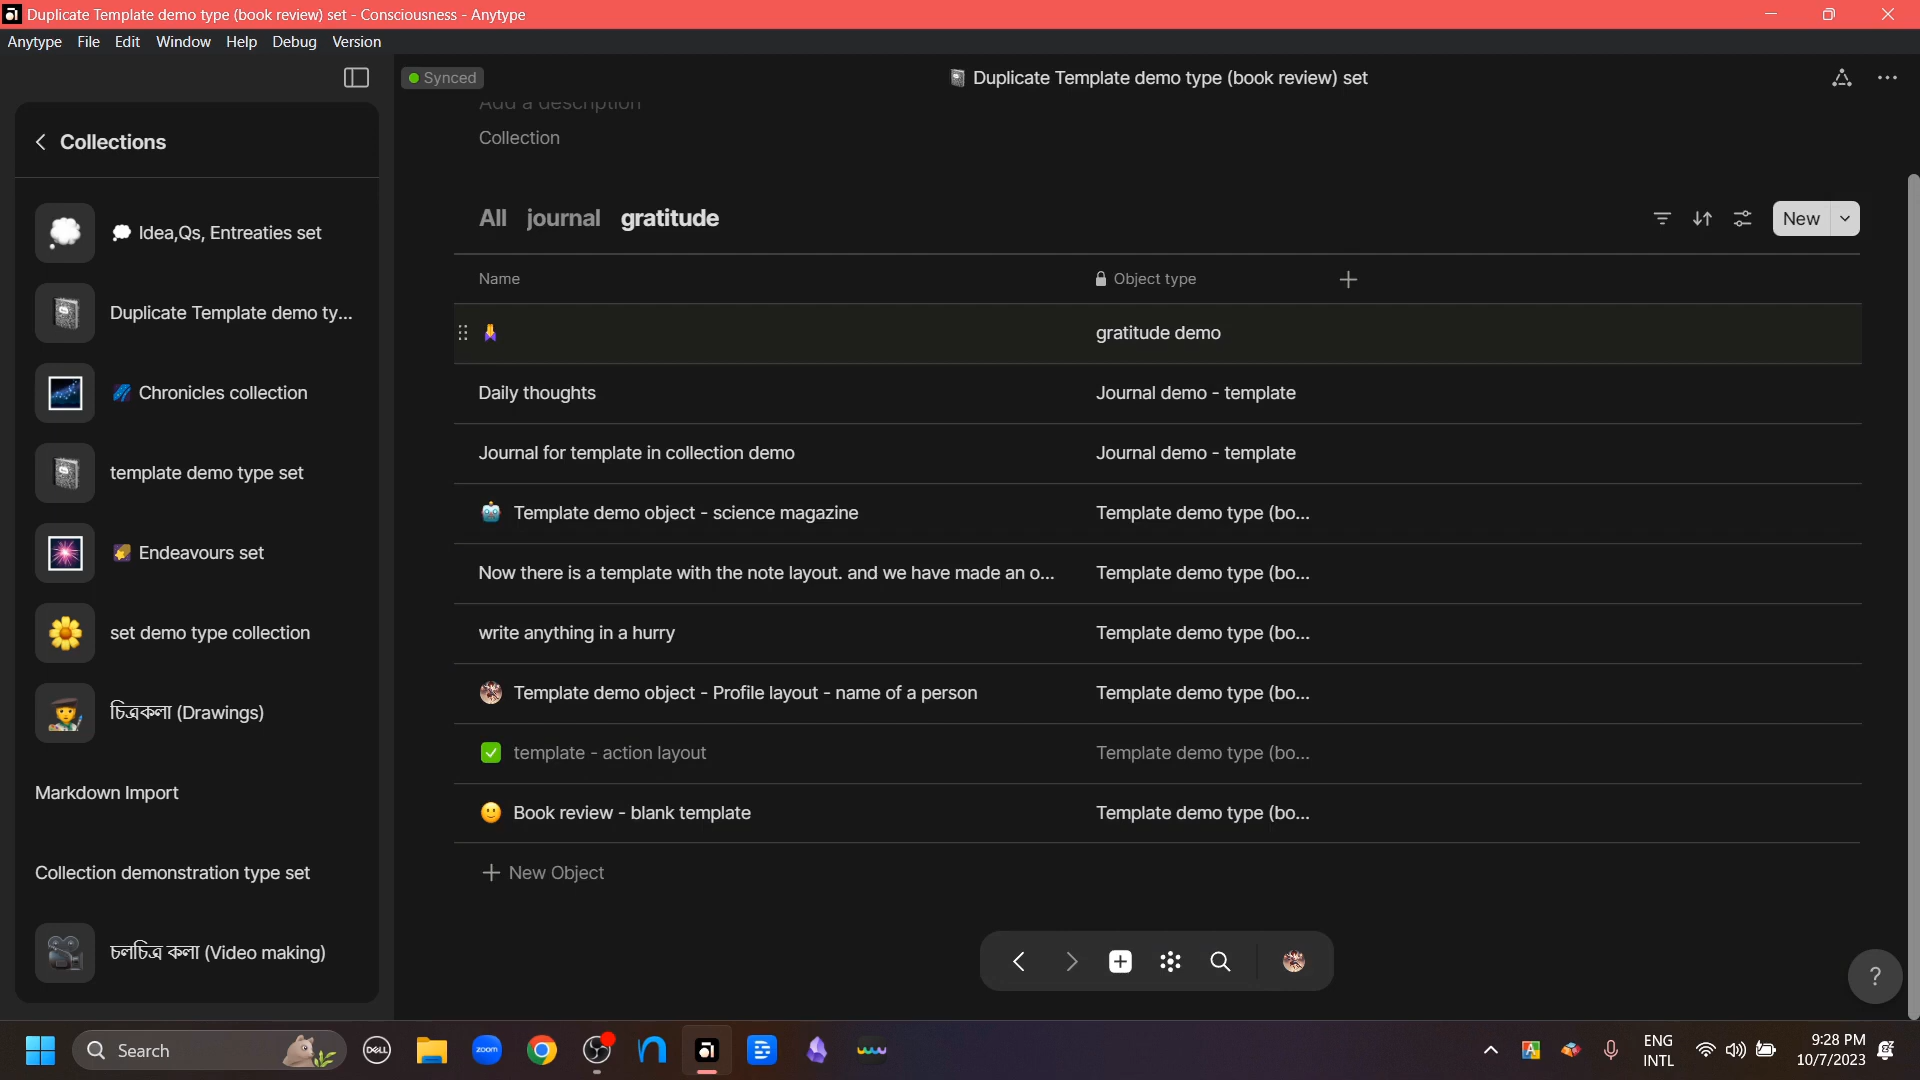 Duplicate Template demo type (book review) set - Consciousness - Anytype
Anytype File Edit Window Help Debug Version
Synced
Duplicate Template demo type (book review) set
Add a description
Collection
Collections
💭 Idea,Qs, Entreaties set
Duplicate Template demo ty...
🌌 Chronicles collection
template demo type set
🌠 Endeavours set
set demo type collection
চিত্রকলা (Drawings)
Markdown Import
Collection demonstration type set
চলচিত্র কলা (Video making)
All journal gratitude
New
Name Object type
gratitude demo
Daily thoughts Journal demo - template
Journal for template in collection demo Journal demo - template
Template demo object - science magazine Template demo type (bo...
Now there is a template with the note layout. and we have made an o... Template demo type (bo...
write anything in a hurry Template demo type (bo...
Template demo object - Profile layout - name of a person Template demo type (bo...
template - action layout Template demo type (bo...
Book review - blank template Template demo type (bo...
New Object
?
Search
DELL
zoom
ENG
INTL
9:28 PM
10/7/2023